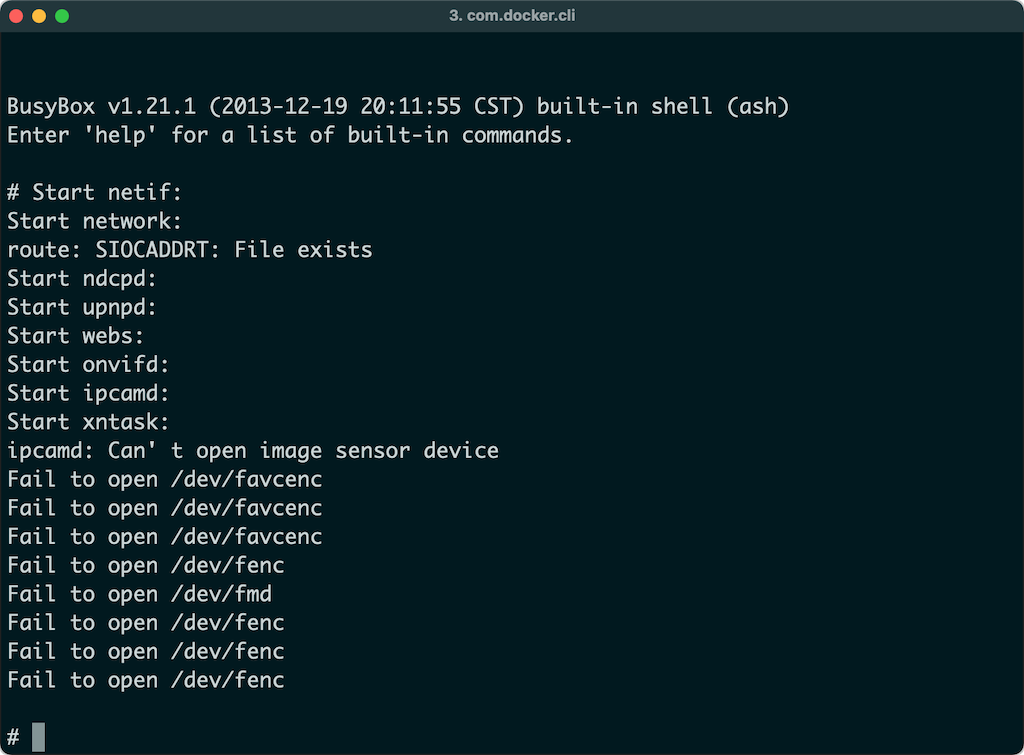 3. com.docker.cli
BusyBox v1.21.1 (2013-12-19 20:11:55 CST) built-in shell (ash)
Enter 'help' for a list of built-in commands.
# Start netif:
Start network:
route: SIOCADDRT: File exists
Start ndcpd:
Start upnpd:
Start webs:
Start onvifd:
Start ipcamd:
Start xntask:
ipcamd: Can' t open image sensor device
Fail to open /dev/favcenc
Fail to open /dev/favcenc
Fail to open /dev/favcenc
Fail to open /dev/fenc
Fail to open /dev/fmd
Fail to open /dev/fenc
Fail to open /dev/fenc
Fail to open /dev/fenc
#